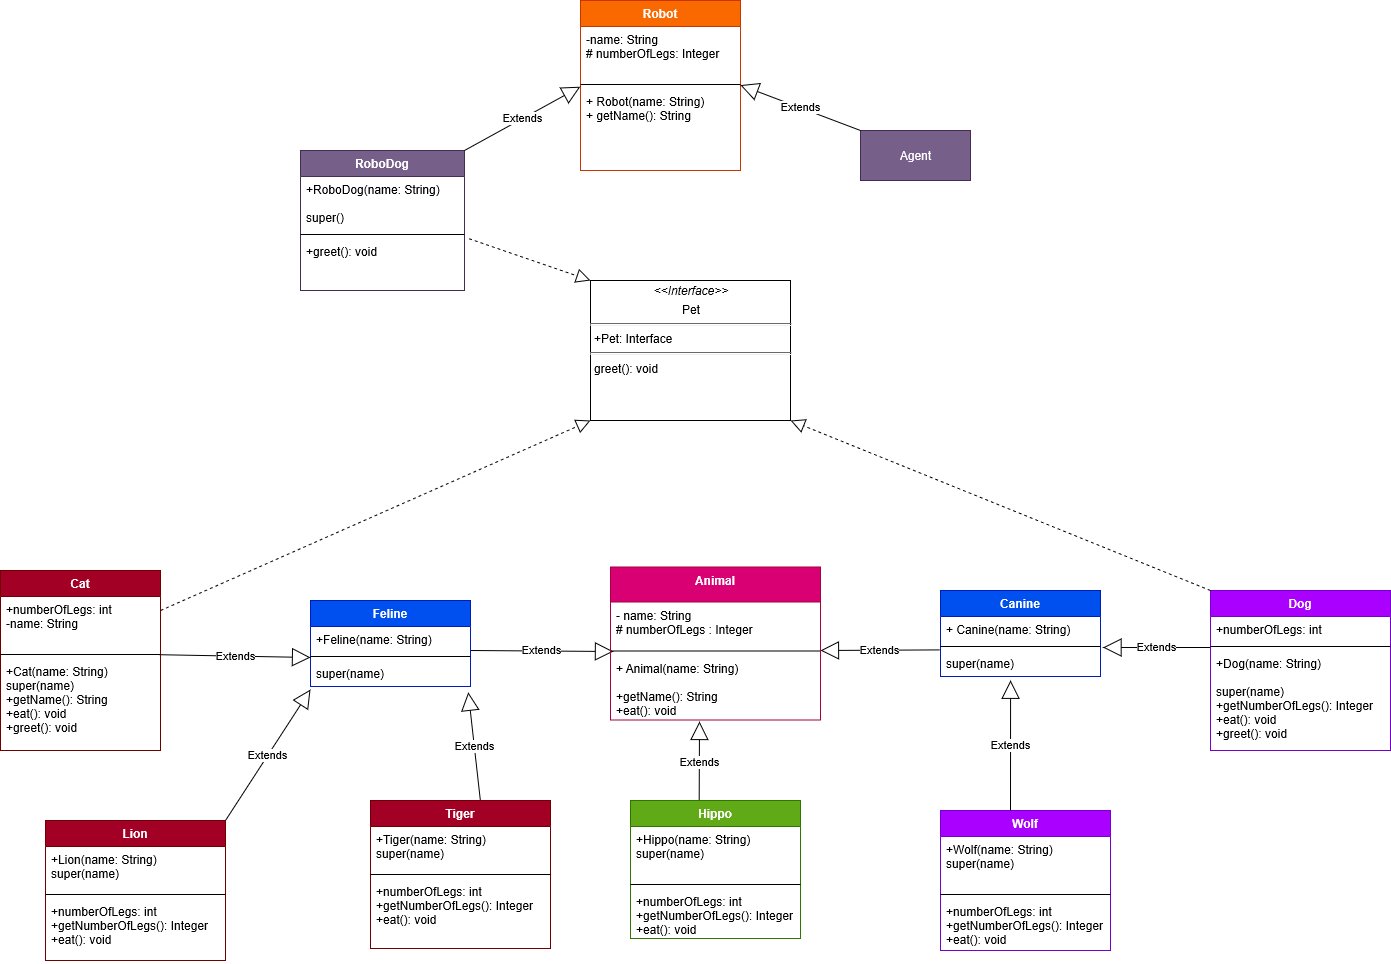 Robot
-name: String
# numberOfLegs: Integer
+ Robot(name: String)
+ getName(): String
Extends
Extends
Agent
RoboDog
+RoboDog(name: String)
super()
+greet(): void
<<Interface>>
Pet
+Pet: Interface
greet(): void
Cat
+numberOfLegs: int
-name: String
+Cat(name: String)
super(name)
+getName(): String
+eat(): void
+greet(): void
Extends
Feline
+Feline(name: String)
super(name)
Extends
Animal
- name: String
# numberOfLegs : Integer
+ Animal(name: String)
+getName(): String
+eat(): void
Extends
Canine
+ Canine(name: String)
super(name)
Extends
Dog
+numberOfLegs: int
+Dog(name: String)
super(name)
+getNumberOfLegs(): Integer
+eat(): void
+greet(): void
Extends
Extends
Extends
Extends
Lion
+Lion(name: String)
super(name)
+numberOfLegs: int
+getNumberOfLegs(): Integer
+eat(): void
Tiger
+Tiger(name: String)
super(name)
+numberOfLegs: int
+getNumberOfLegs(): Integer
+eat(): void
Hippo
+Hippo(name: String)
super(name)
+numberOfLegs: int
+getNumberOfLegs(): Integer
+eat(): void
Wolf
+Wolf(name: String)
super(name)
+numberOfLegs: int
+getNumberOfLegs(): Integer
+eat(): void